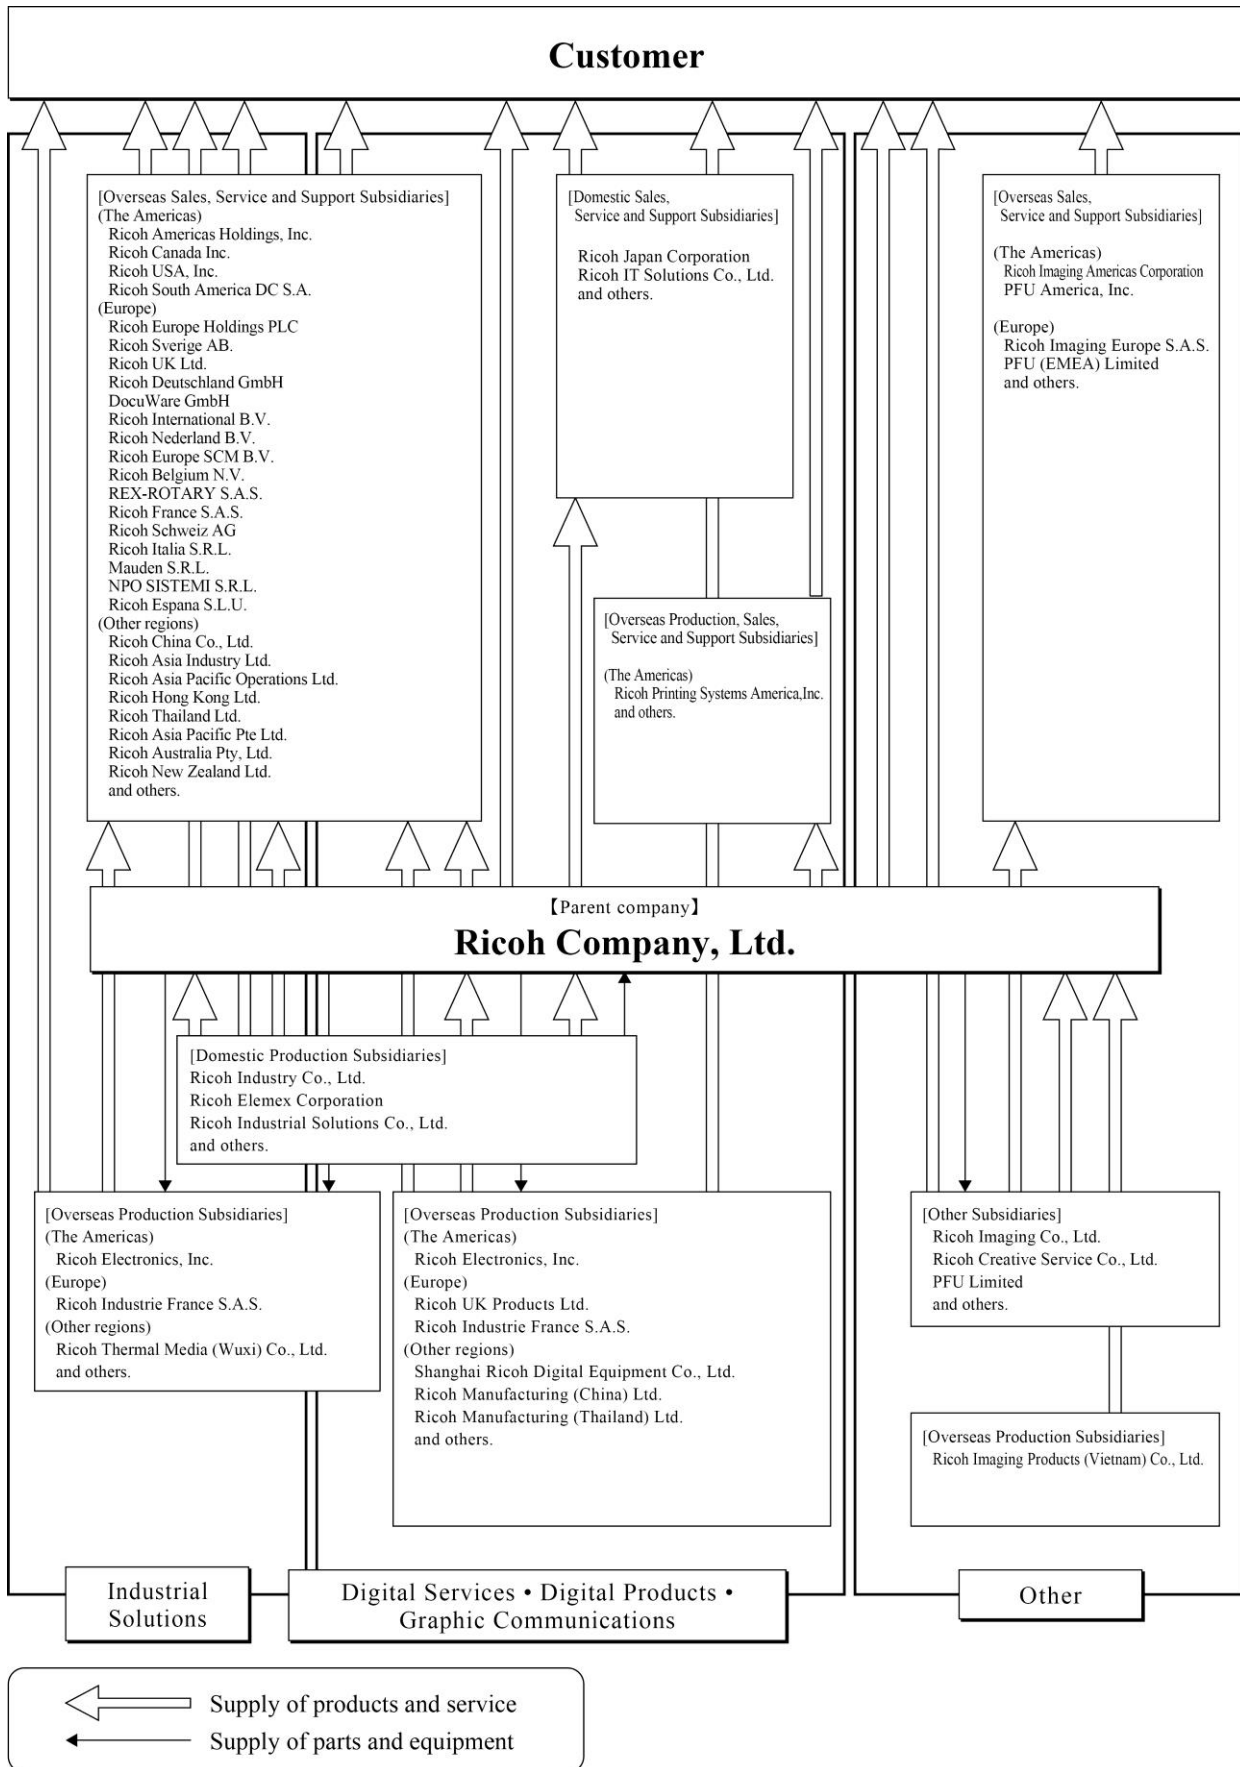 Customer
[Overseas Sales, Service and Support Subsidiaries]
(The Americas)
Ricoh Americas Holdings, Inc.
Ricoh Canada Inc.
Ricoh USA, Inc.
Ricoh South America DC S.A.
(Europe)
Ricoh Europe Holdings PLC
Ricoh Sverige AB.
Ricoh UK Ltd.
Ricoh Deutschland GmbH
DocuWare GmbH
Ricoh International B.V.
Ricoh Nederland B.V.
Ricoh Europe SCM B.V.
Ricoh Belgium N.V.
REX-ROTARY S.A.S.
Ricoh France S.A.S.
Ricoh Schweiz AG
Ricoh Italia S.R.L.
Mauden S.R.L.
NPO SISTEMI S.R.L.
Ricoh Espana S.L.U.
(Other regions)
Ricoh China Co., Ltd.
Ricoh Asia Industry Ltd.
Ricoh Asia Pacific Operations Ltd.
Ricoh Hong Kong Ltd.
Ricoh Thailand Ltd.
Ricoh Asia Pacific Pte Ltd.
Ricoh Australia Pty, Ltd.
Ricoh New Zealand Ltd.
and others.
[Domestic Sales,
Service and Support Subsidiaries]
Ricoh Japan Corporation
Ricoh IT Solutions Co., Ltd.
and others.
[Overseas Production, Sales,
Service and Support Subsidiaries]
(The Americas)
Ricoh Printing Systems America,Inc.
and others.
[Overseas Sales,
Service and Support Subsidiaries]
(The Americas)
Ricoh Imaging Americas Corporation
PFU America, Inc.
(Europe)
Ricoh Imaging Europe S.A.S.
PFU (EMEA) Limited
and others.
【Parent company】
Ricoh Company, Ltd.
[Domestic Production Subsidiaries]
Ricoh Industry Co., Ltd.
Ricoh Elemex Corporation
Ricoh Industrial Solutions Co., Ltd.
and others.
[Overseas Production Subsidiaries]
(The Americas)
Ricoh Electronics, Inc.
(Europe)
Ricoh Industrie France S.A.S.
(Other regions)
Ricoh Thermal Media (Wuxi) Co., Ltd.
and others.
[Overseas Production Subsidiaries]
(The Americas)
Ricoh Electronics, Inc.
(Europe)
Ricoh UK Products Ltd.
Ricoh Industrie France S.A.S.
(Other regions)
Shanghai Ricoh Digital Equipment Co., Ltd.
Ricoh Manufacturing (China) Ltd.
Ricoh Manufacturing (Thailand) Ltd.
and others.
[Other Subsidiaries]
Ricoh Imaging Co., Ltd.
Ricoh Creative Service Co., Ltd.
PFU Limited
and others.
[Overseas Production Subsidiaries]
Ricoh Imaging Products (Vietnam) Co., Ltd.
Industrial
Solutions
Digital Services • Digital Products •
Graphic Communications
Other
Supply of products and service
Supply of parts and equipment